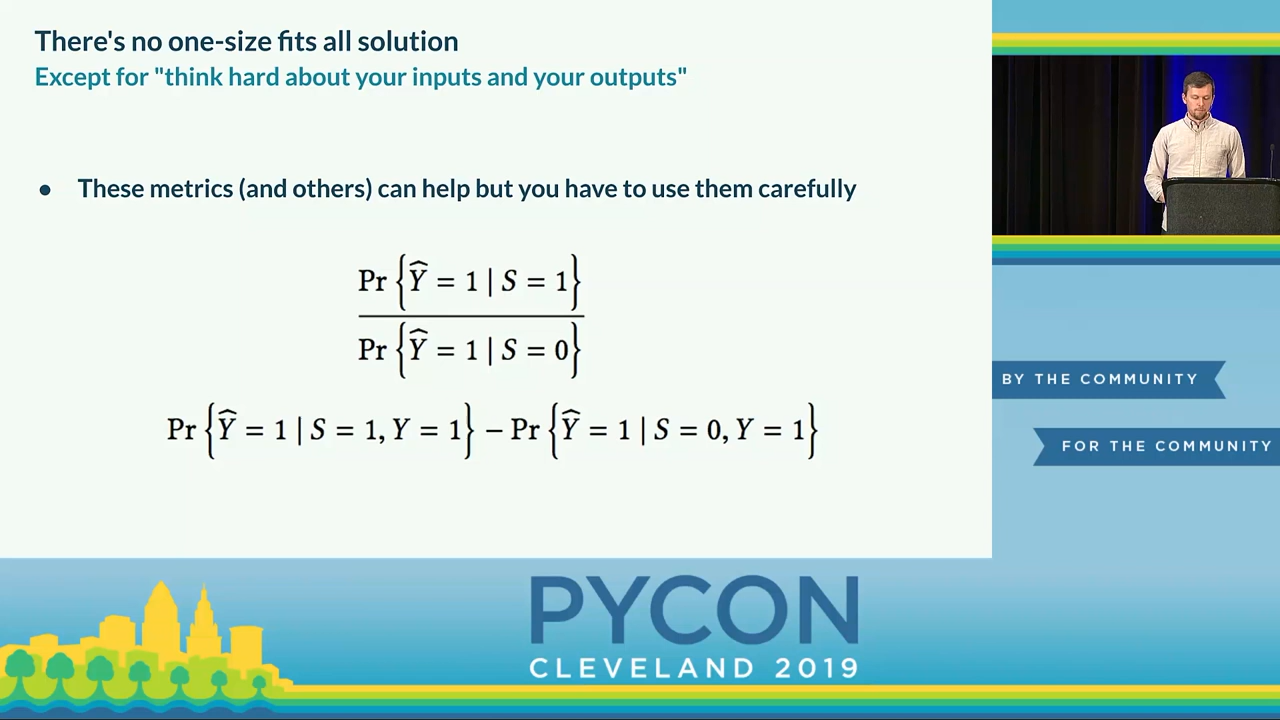 There's no one-size fits all solution
Except for "think hard about your inputs and your outputs"
● These metrics (and others) can help but you have to use them carefully
Pr {Ŷ = 1 | S = 1}
Pr {Ŷ = 1 | S = 0}
Pr {Ŷ = 1 | S = 1, Y = 1} − Pr {Ŷ = 1 | S = 0, Y = 1}
BY THE COMMUNITY
FOR THE COMMUNITY
PYCON
CLEVELAND 2019